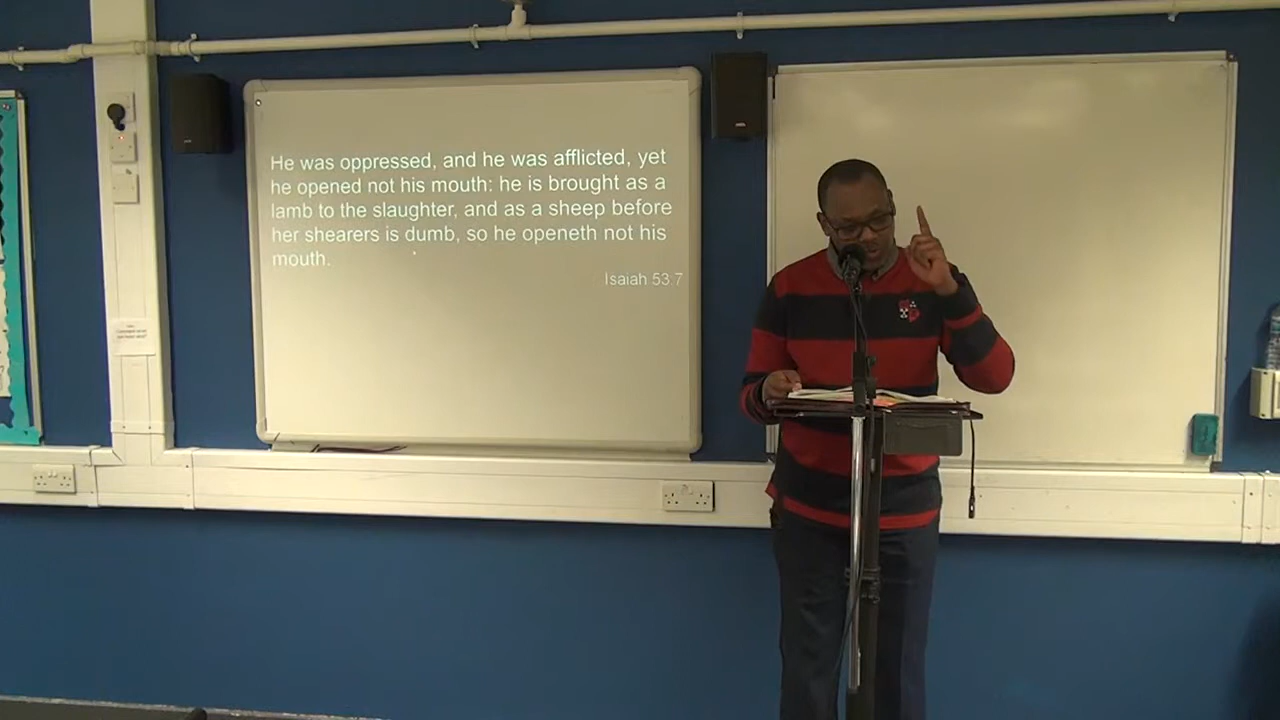 He was oppressed, and he was afflicted, yet
he opened not his mouth: he is brought as a
lamb to the slaughter, and as a sheep before
her shearers is dumb, so he openeth not his
mouth.
Isaiah 53:7